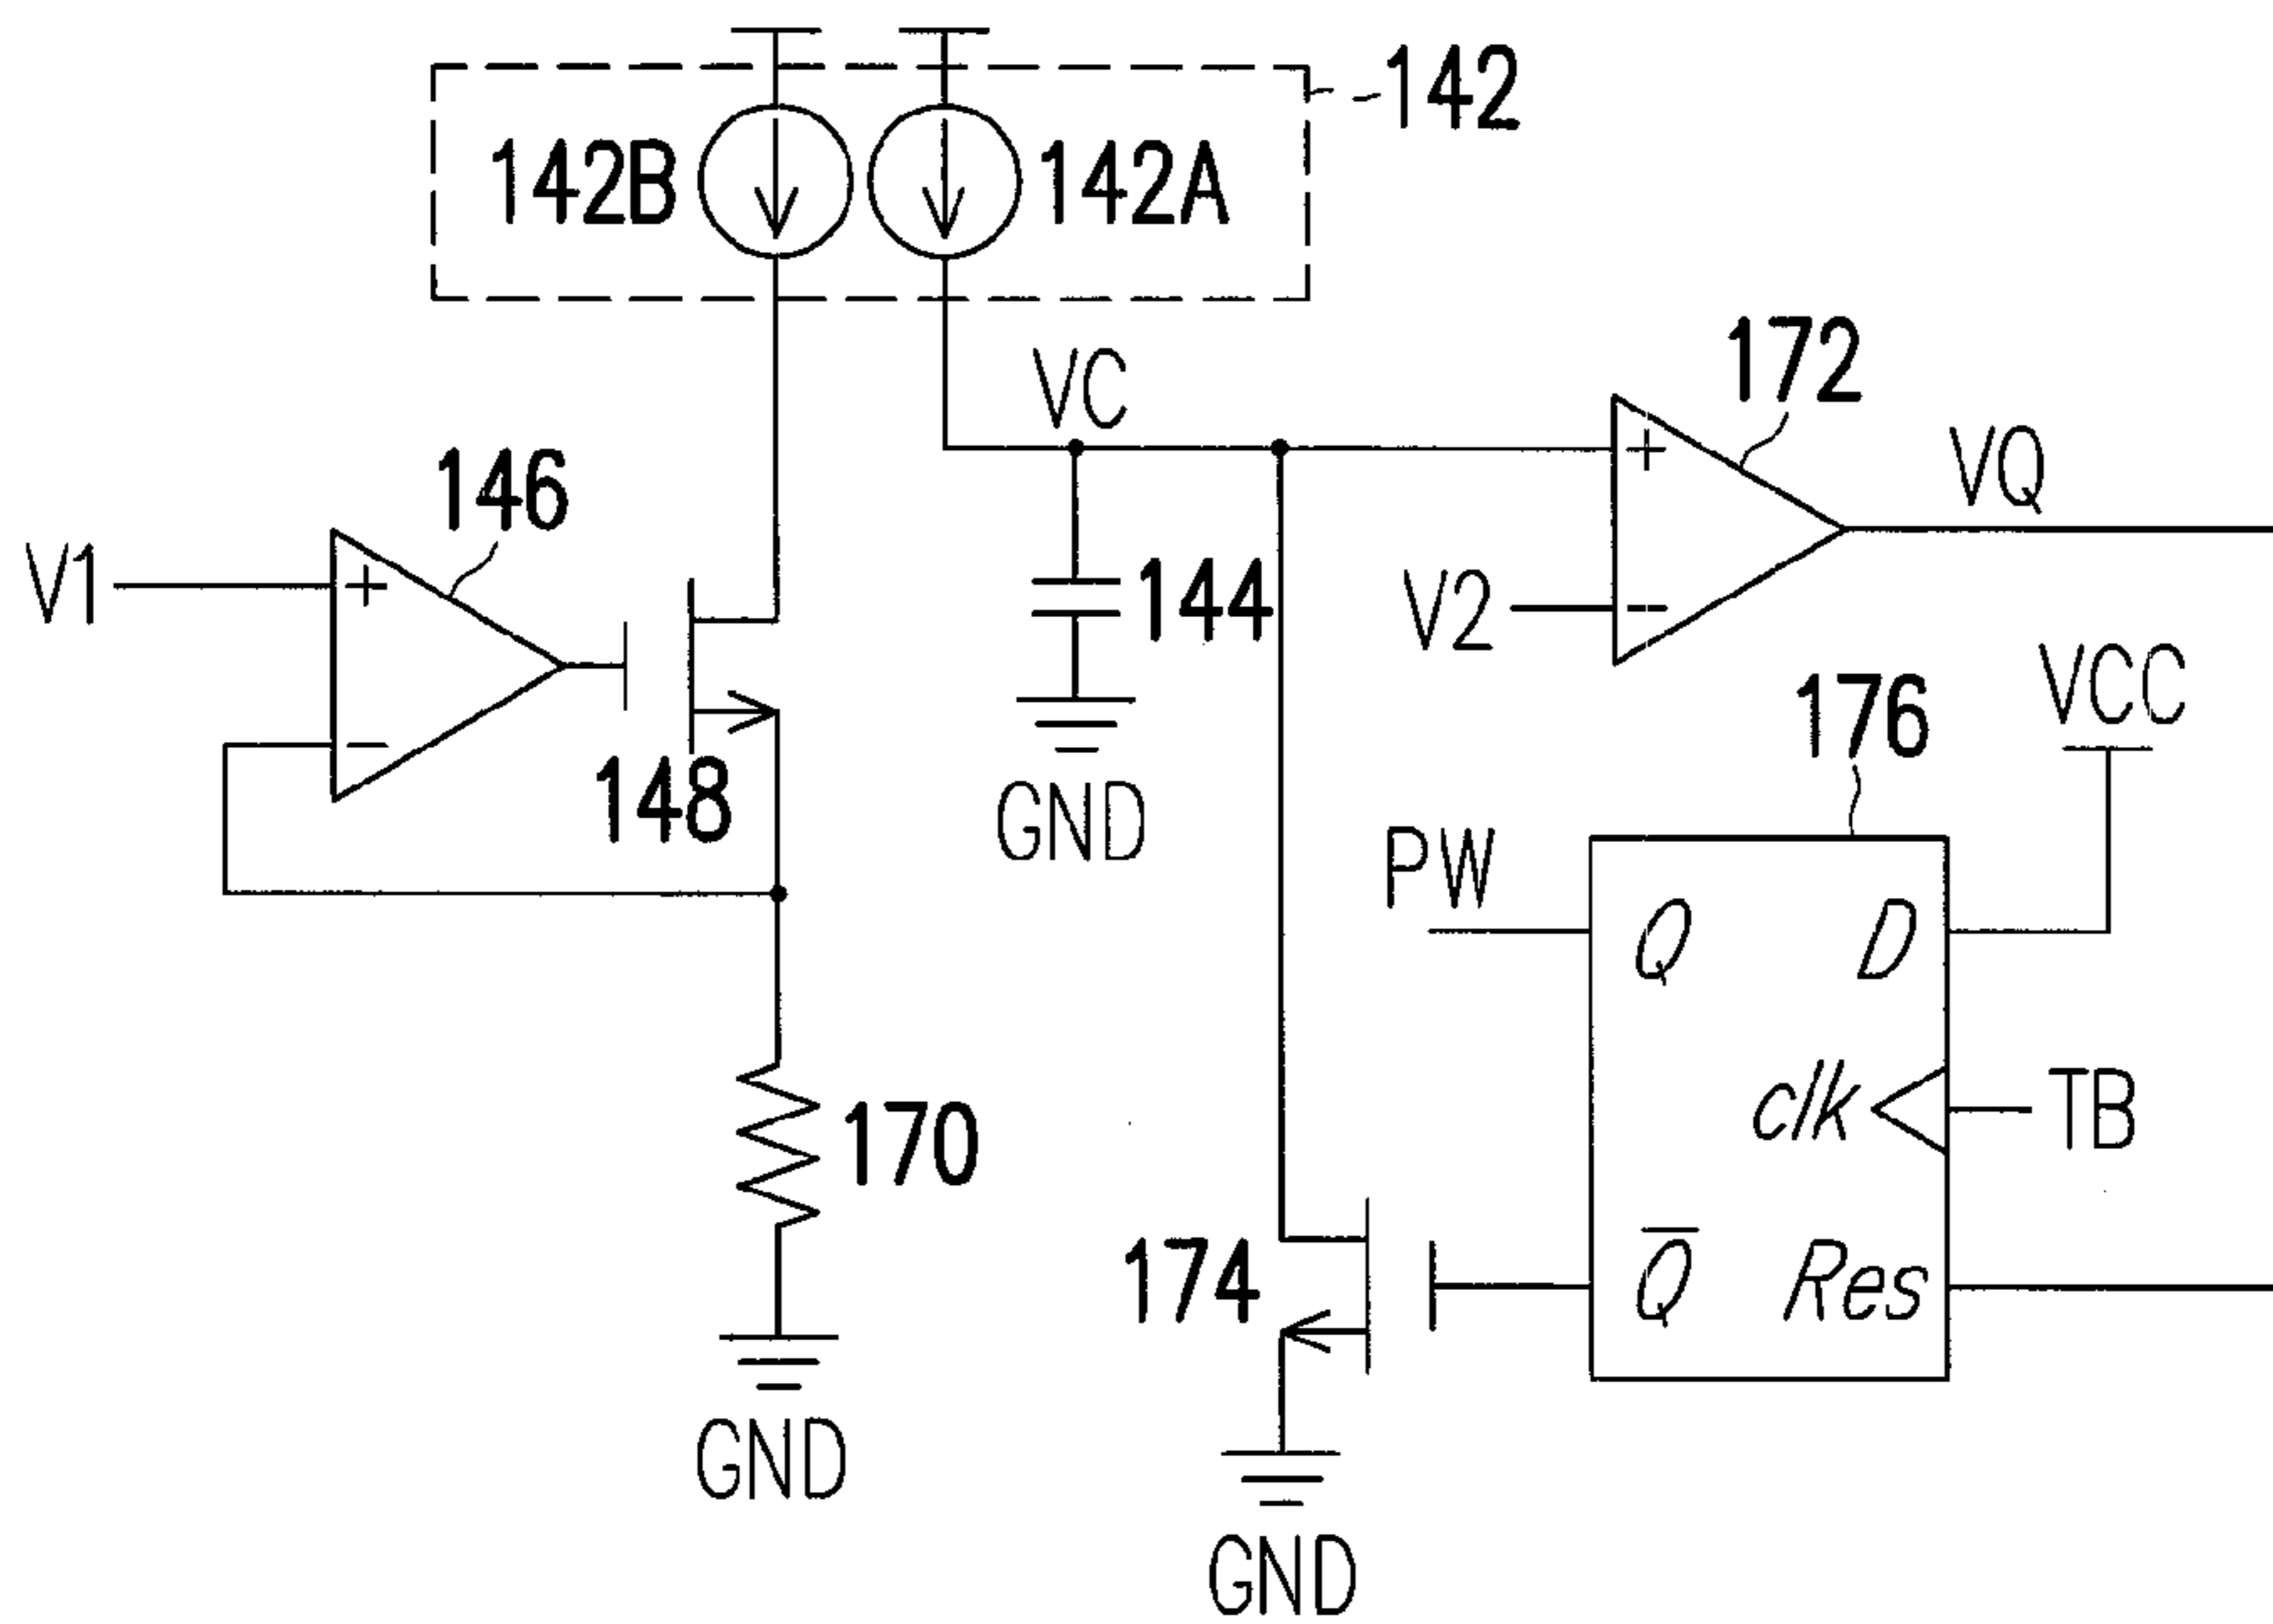 142
142B
142A
172
VC
VQ
146
V1
144
V2
VCC
176
148
GND
PW
Q
D
170
clk
TB
174
Q̅
Res
GND
GND